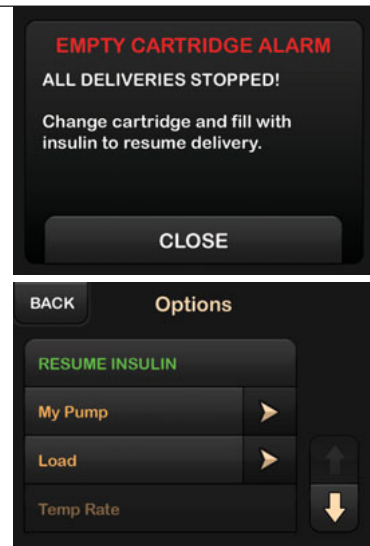 EMPTY CARTRIDGE ALARM
ALL DELIVERIES STOPPED!
Change cartridge and fill with
insulin to resume delivery.
CLOSE
BACK
Options
RESUME INSULIN
My Pump
Load
Temp Rate